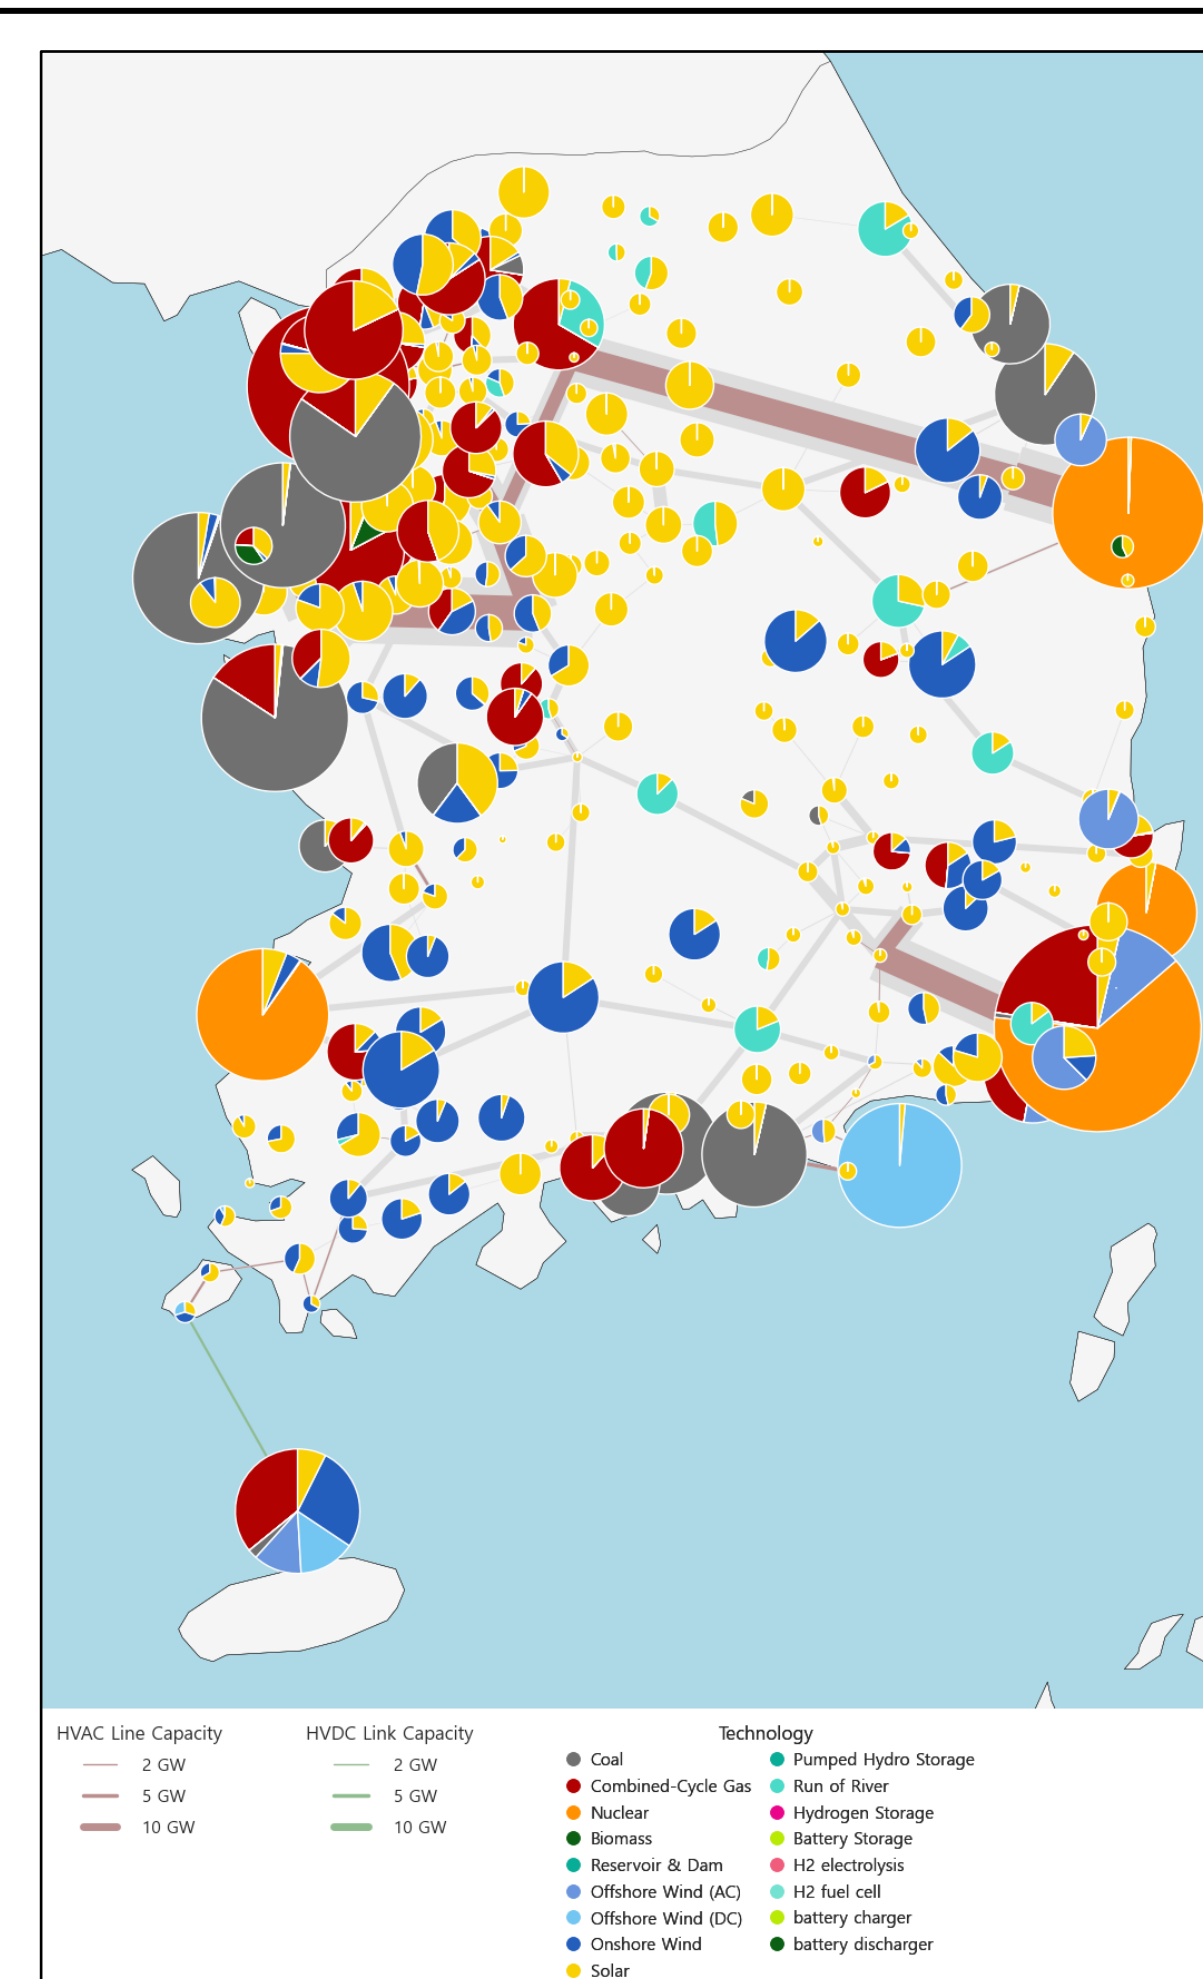 HVAC Line Capacity
2 GW
5 GW
10 GW
HVDC Link Capacity
2 GW
5 GW
10 GW
Technology
Coal
Combined-Cycle Gas
Nuclear
Biomass
Reservoir & Dam
Offshore Wind (AC)
Offshore Wind (DC)
Onshore Wind
Solar
Pumped Hydro Storage
Run of River
Hydrogen Storage
Battery Storage
H2 electrolysis
H2 fuel cell
battery charger
battery discharger